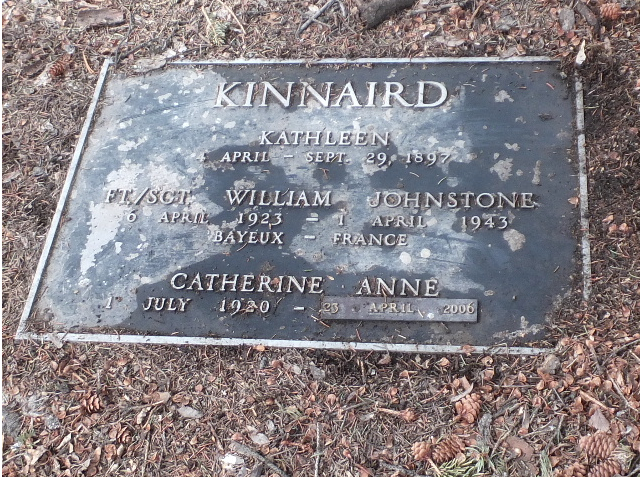 KINNAIRD
KATHLEEN
4 APRIL – SEPT. 29, 1897
FT/SGT. WILLIAM JOHNSTONE
6 APRIL 1923 – 1 APRIL 1943
BAYEUX – FRANCE
CATHERINE ANNE
1 JULY 1920 – 23 APRIL 2006